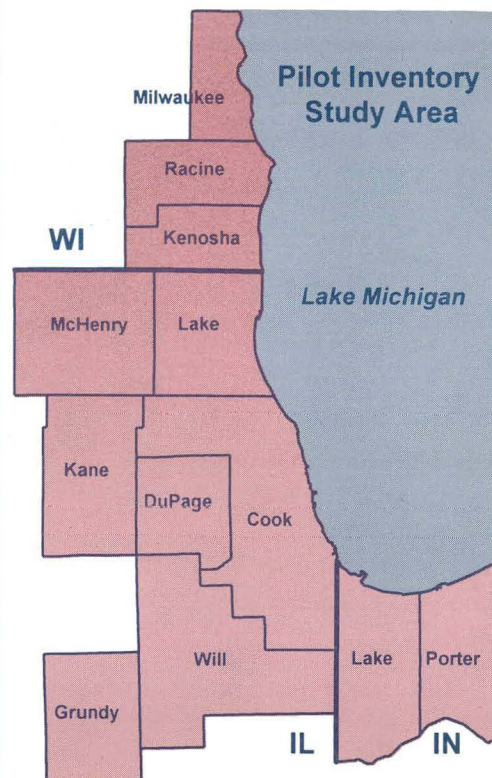 Pilot Inventory
Study Area
Milwaukee
Racine
WI
Kenosha
Lake Michigan
McHenry
Lake
Kane
DuPage
Cook
Will
Lake
Porter
Grundy
IL
IN